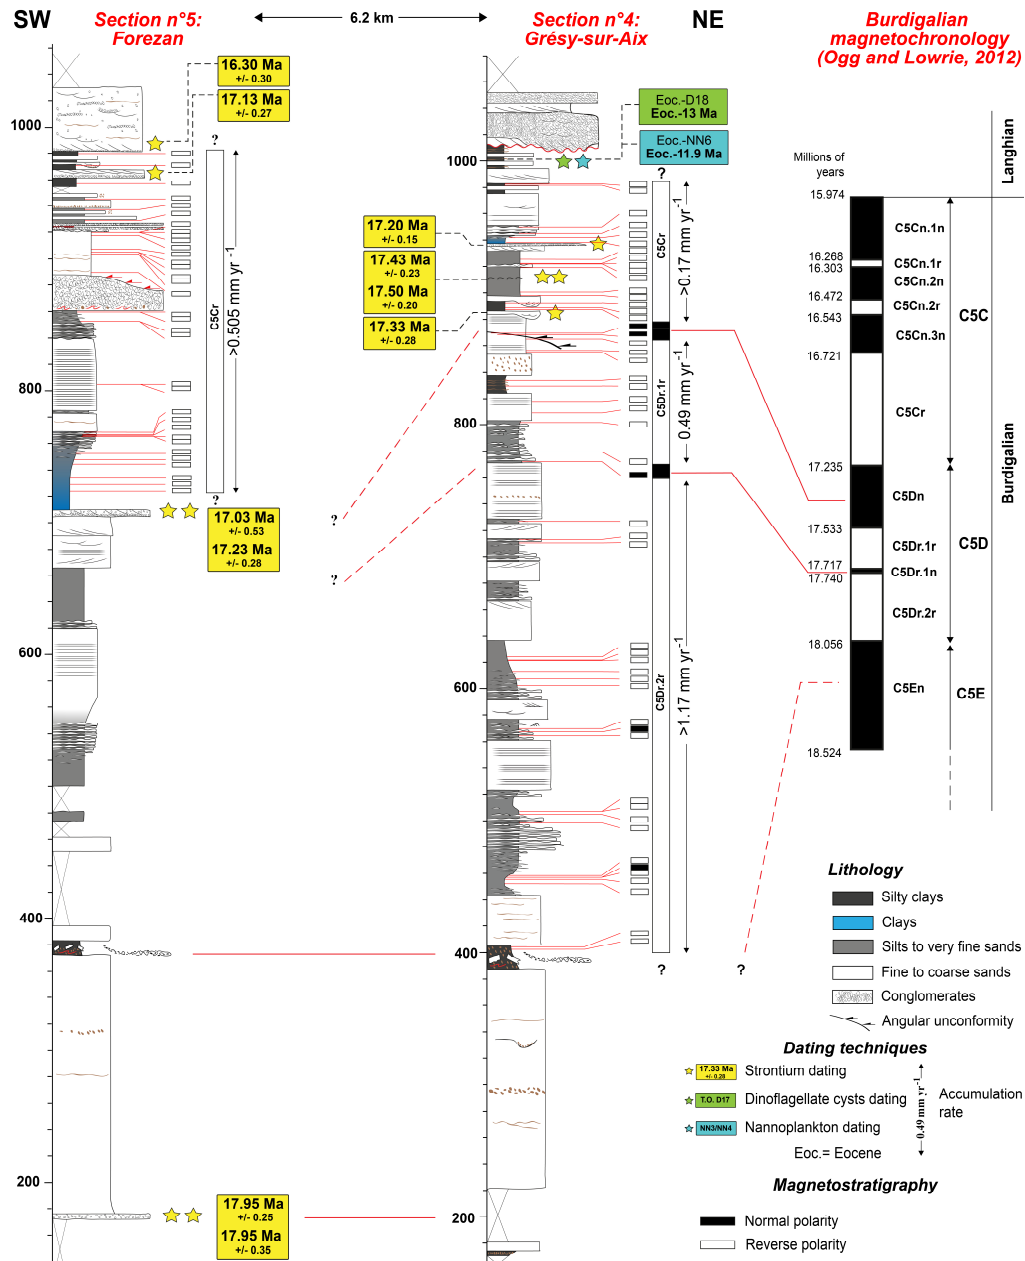 SW
Section n°5:
Forezan
6.2 km
Section n°4:
Grésy-sur-Aix
NE
Burdigalian
magnetochronology
(Ogg and Lowrie, 2012)
16.30 Ma
+/- 0.30
17.13 Ma
+/- 0.27
1000
?
C5Cr
>0.505 mm yr-1
800
?
17.03 Ma
+/- 0.53
17.23 Ma
+/- 0.28
600
400
200
17.95 Ma
+/- 0.25
17.95 Ma
+/- 0.35
?
?
Eoc.-D18
Eoc.-13 Ma
Eoc.-NN6
Eoc.-11.9 Ma
1000
?
17.20 Ma
+/- 0.15
17.43 Ma
+/- 0.23
17.50 Ma
+/- 0.20
17.33 Ma
+/- 0.28
C5Cr
>0.17 mm yr-1
C5Dr.1r
0.49 mm yr-1
800
C5Dr.2r
>1.17 mm yr-1
600
400
?
?
200
Millions of
years
15.974
16.268
16.303
16.472
16.543
16.721
17.235
17.533
17.717
17.740
18.056
18.524
C5Cn.1n
C5Cn.1r
C5Cn.2n
C5Cn.2r
C5Cn.3n
C5Cr
C5Dn
C5Dr.1r
C5Dr.1n
C5Dr.2r
C5En
C5C
C5D
C5E
Langhian
Burdigalian
Lithology
Silty clays
Clays
Silts to very fine sands
Fine to coarse sands
Conglomerates
Angular unconformity
Dating techniques
17.33 Ma
+/- 0.28
Strontium dating
T.O. D17
Dinoflagellate cysts dating
NN3/NN4
Nannoplankton dating
Eoc.= Eocene
0.49 mm yr-1
Accumulation
rate
Magnetostratigraphy
Normal polarity
Reverse polarity